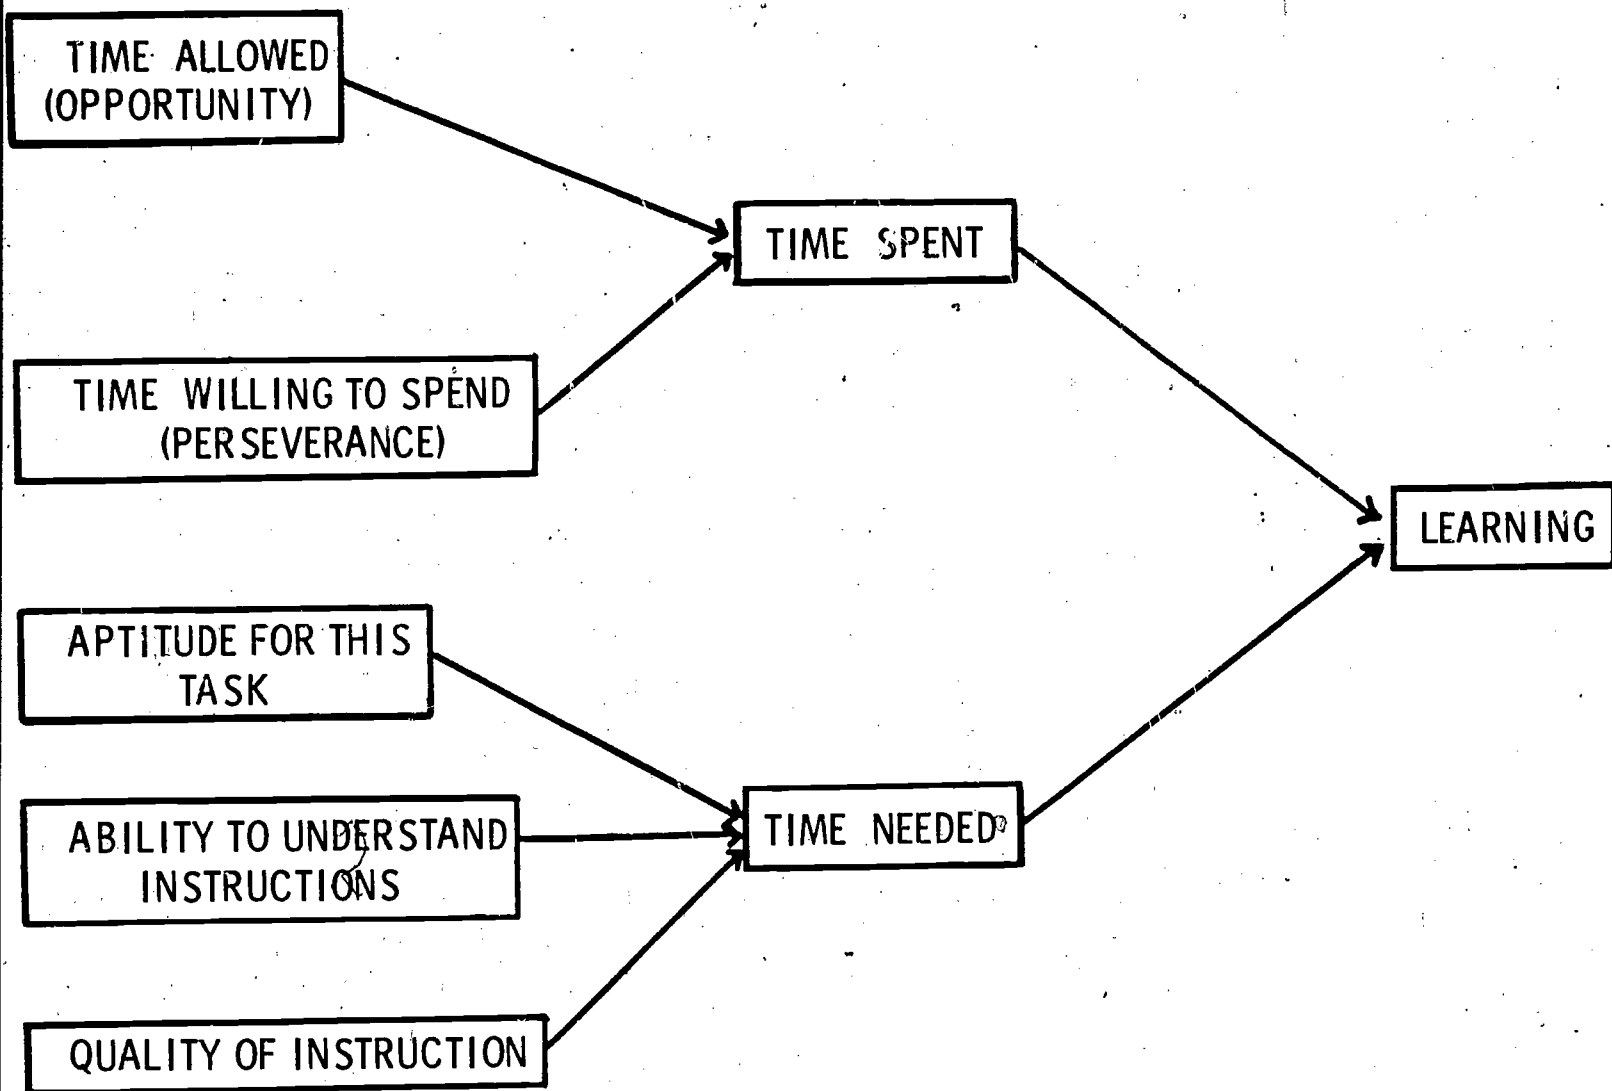 TIME ALLOWED
(OPPORTUNITY)
TIME SPENT
TIME WILLING TO SPEND
(PERSEVERANCE)
LEARNING
APTITUDE FOR THIS
TASK
ABILITY TO UNDERSTAND
INSTRUCTIONS
TIME NEEDED
QUALITY OF INSTRUCTION